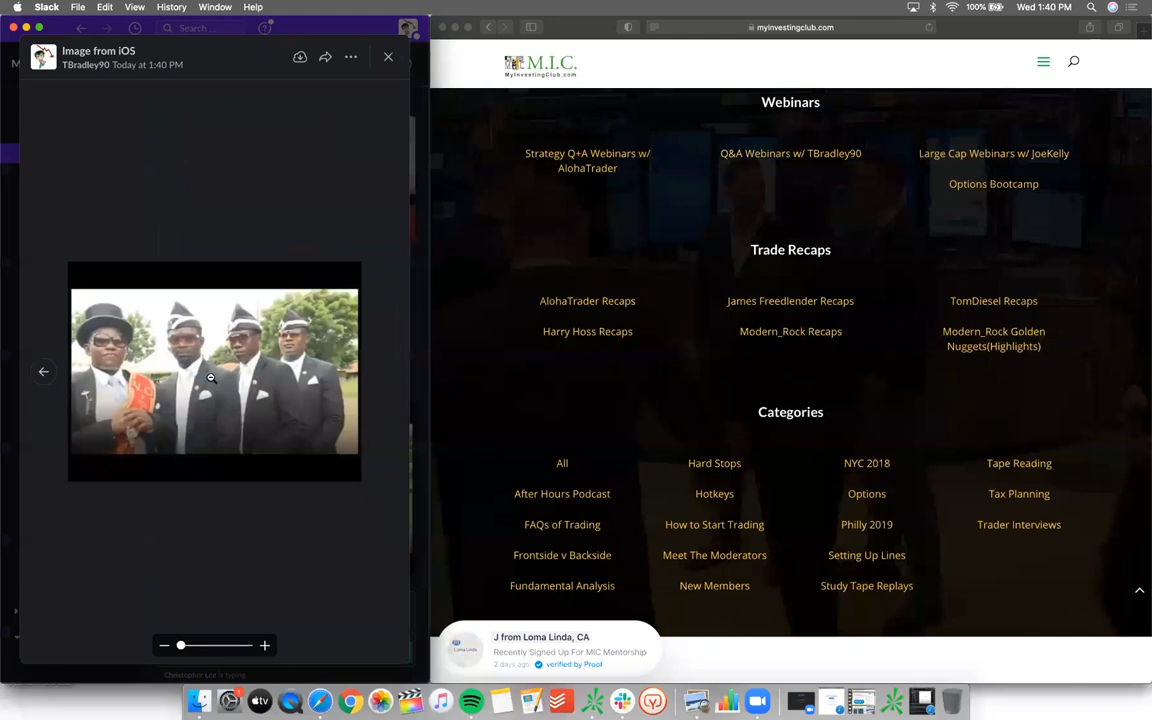 Slack File Edit View History Window Help
100% Wed 1:40 PM
Search...
Image from iOS
TBradley90 Today at 1:40 PM
myinvestingclub.com
M.I.C.
MyInvestingClub.com
Webinars
Strategy Q+A Webinars w/
AlohaTrader
Q&A Webinars w/ TBradley90
Large Cap Webinars w/ JoeKelly
Options Bootcamp
Trade Recaps
AlohaTrader Recaps
James Freedlender Recaps
TomDiesel Recaps
Harry Hoss Recaps
Modern_Rock Recaps
Modern_Rock Golden
Nuggets(Highlights)
Categories
All
Hard Stops
NYC 2018
Tape Reading
After Hours Podcast
Hotkeys
Options
Tax Planning
FAQs of Trading
How to Start Trading
Philly 2019
Trader Interviews
Frontside v Backside
Meet The Moderators
Setting Up Lines
Fundamental Analysis
New Members
Study Tape Replays
J from Loma Linda, CA
Recently Signed Up For MIC Mentorship
2 days ago verified by Proof
Christopher Lee is typing